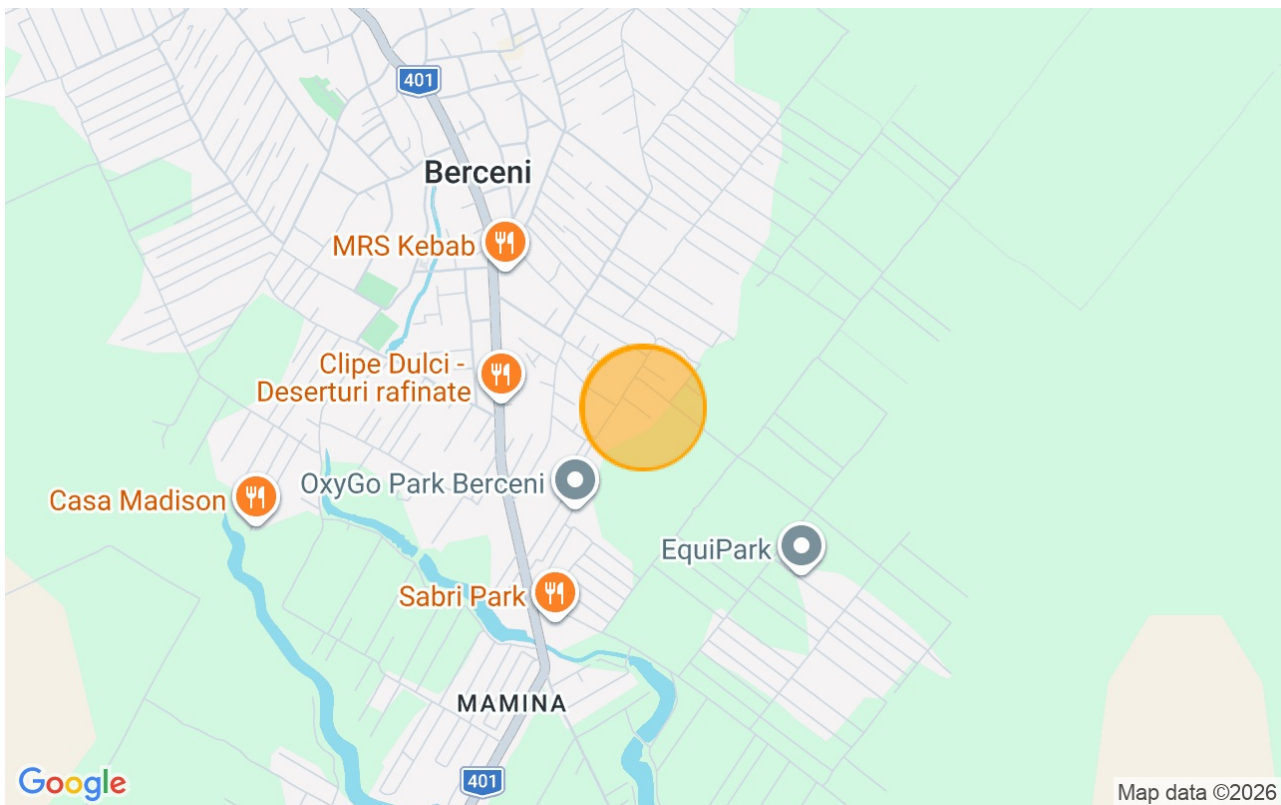 401
Berceni
MRS Kebab
Clipe Dulci -
Deserturi rafinate
OxyGo Park Berceni
Casa Madison
EquiPark
Sabri Park
MAMINA
401
Google
Map data ©2026